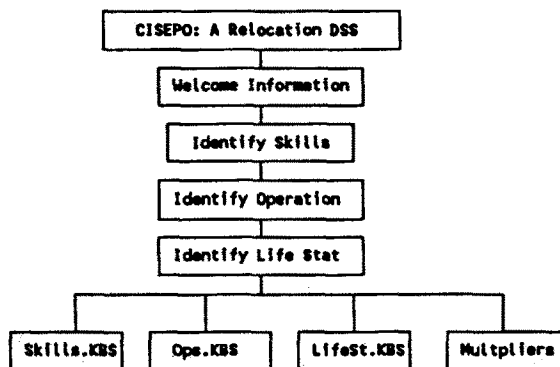 CISEPO: A Relocation DSS
Welcome Information
Identify Skills
Identify Operation
Identify Life Stat
Skills.KBS Ops.KBS LifeSt.KBS Multpliers